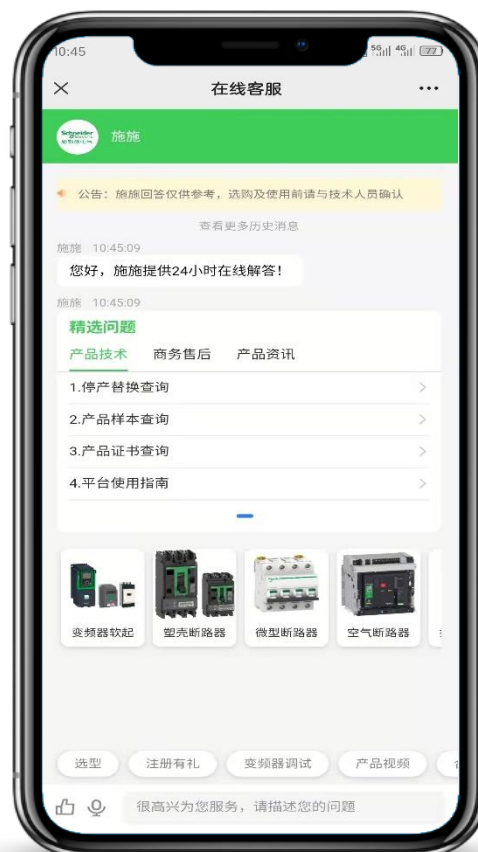 10:45
5G 4G 77
在线客服
Schneider
施施
公告：施施回答仅供参考，选购及使用前请与技术人员确认
查看更多历史消息
施施 10:45:09
您好，施施提供24小时在线解答！
施施 10:45:09
精选问题
产品技术 商务售后 产品资讯
1.停产替换查询
2.产品样本查询
3.产品证书查询
4.平台使用指南
变频器软起 塑壳断路器 微型断路器 空气断路器
选型 注册有礼 变频器调试 产品视频
很高兴为您服务，请描述您的问题